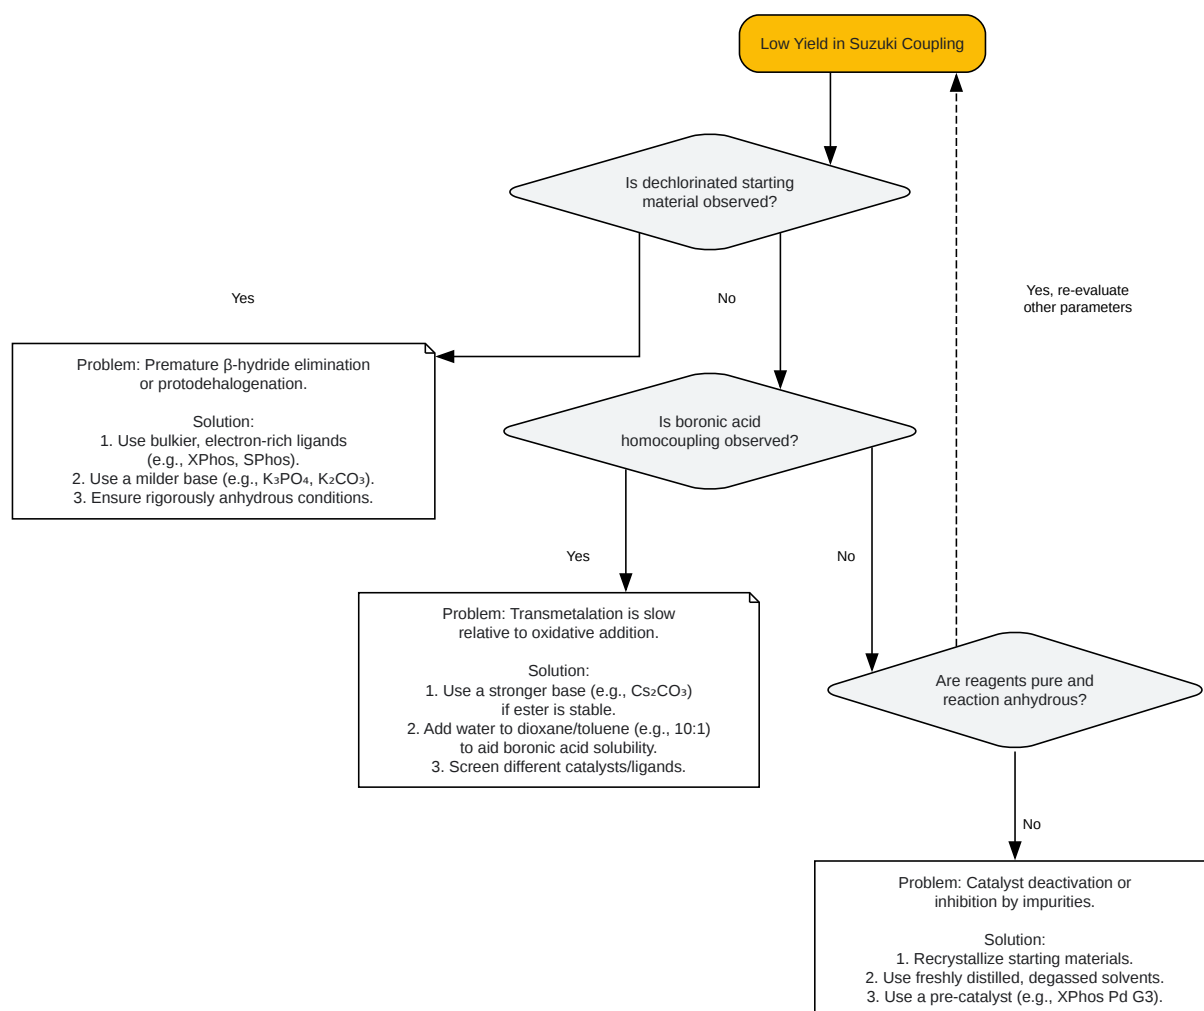 Low Yield in Suzuki Coupling
Is dechlorinated starting
material observed?
Yes
No
Yes, re-evaluate
other parameters
Problem: Premature β-hydride elimination
or protodehalogenation.
Solution:
1. Use bulkier, electron-rich ligands
(e.g., XPhos, SPhos).
2. Use a milder base (e.g., K₃PO₄, K₂CO₃).
3. Ensure rigorously anhydrous conditions.
Is boronic acid
homocoupling observed?
Yes
No
Problem: Transmetalation is slow
relative to oxidative addition.
Solution:
1. Use a stronger base (e.g., Cs₂CO₃)
if ester is stable.
2. Add water to dioxane/toluene (e.g., 10:1)
to aid boronic acid solubility.
3. Screen different catalysts/ligands.
Are reagents pure and
reaction anhydrous?
No
Problem: Catalyst deactivation or
inhibition by impurities.
Solution:
1. Recrystallize starting materials.
2. Use freshly distilled, degassed solvents.
3. Use a pre-catalyst (e.g., XPhos Pd G3).